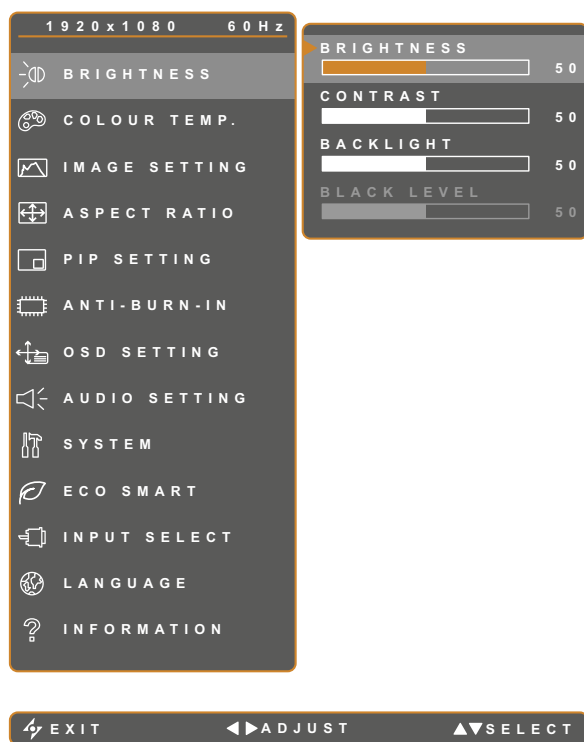 1920x1080 60Hz
BRIGHTNESS
COLOUR TEMP.
IMAGE SETTING
ASPECT RATIO
PIP SETTING
ANTI-BURN-IN
OSD SETTING
AUDIO SETTING
SYSTEM
ECO SMART
INPUT SELECT
LANGUAGE
INFORMATION
BRIGHTNESS
50
CONTRAST
50
BACKLIGHT
50
BLACK LEVEL
50
EXIT ADJUST SELECT